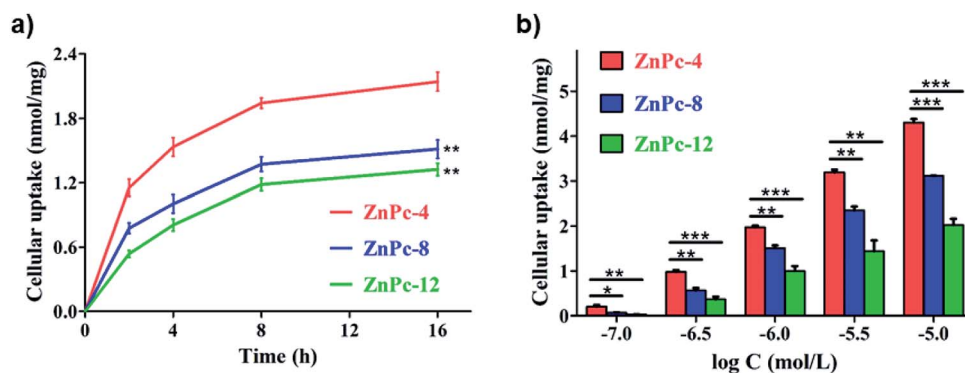 a)
Cellular uptake (nmol/mg)
2.4
1.8
1.2
0.6
0.0
0
4
8
12
16
Time (h)
ZnPc-4
ZnPc-8
ZnPc-12
**
**
b)
Cellular uptake (nmol/mg)
5
4
3
2
1
0
ZnPc-4
ZnPc-8
ZnPc-12
**
*
***
**
***
**
**
**
***
***
-7.0
-6.5
-6.0
-5.5
-5.0
log C (mol/L)